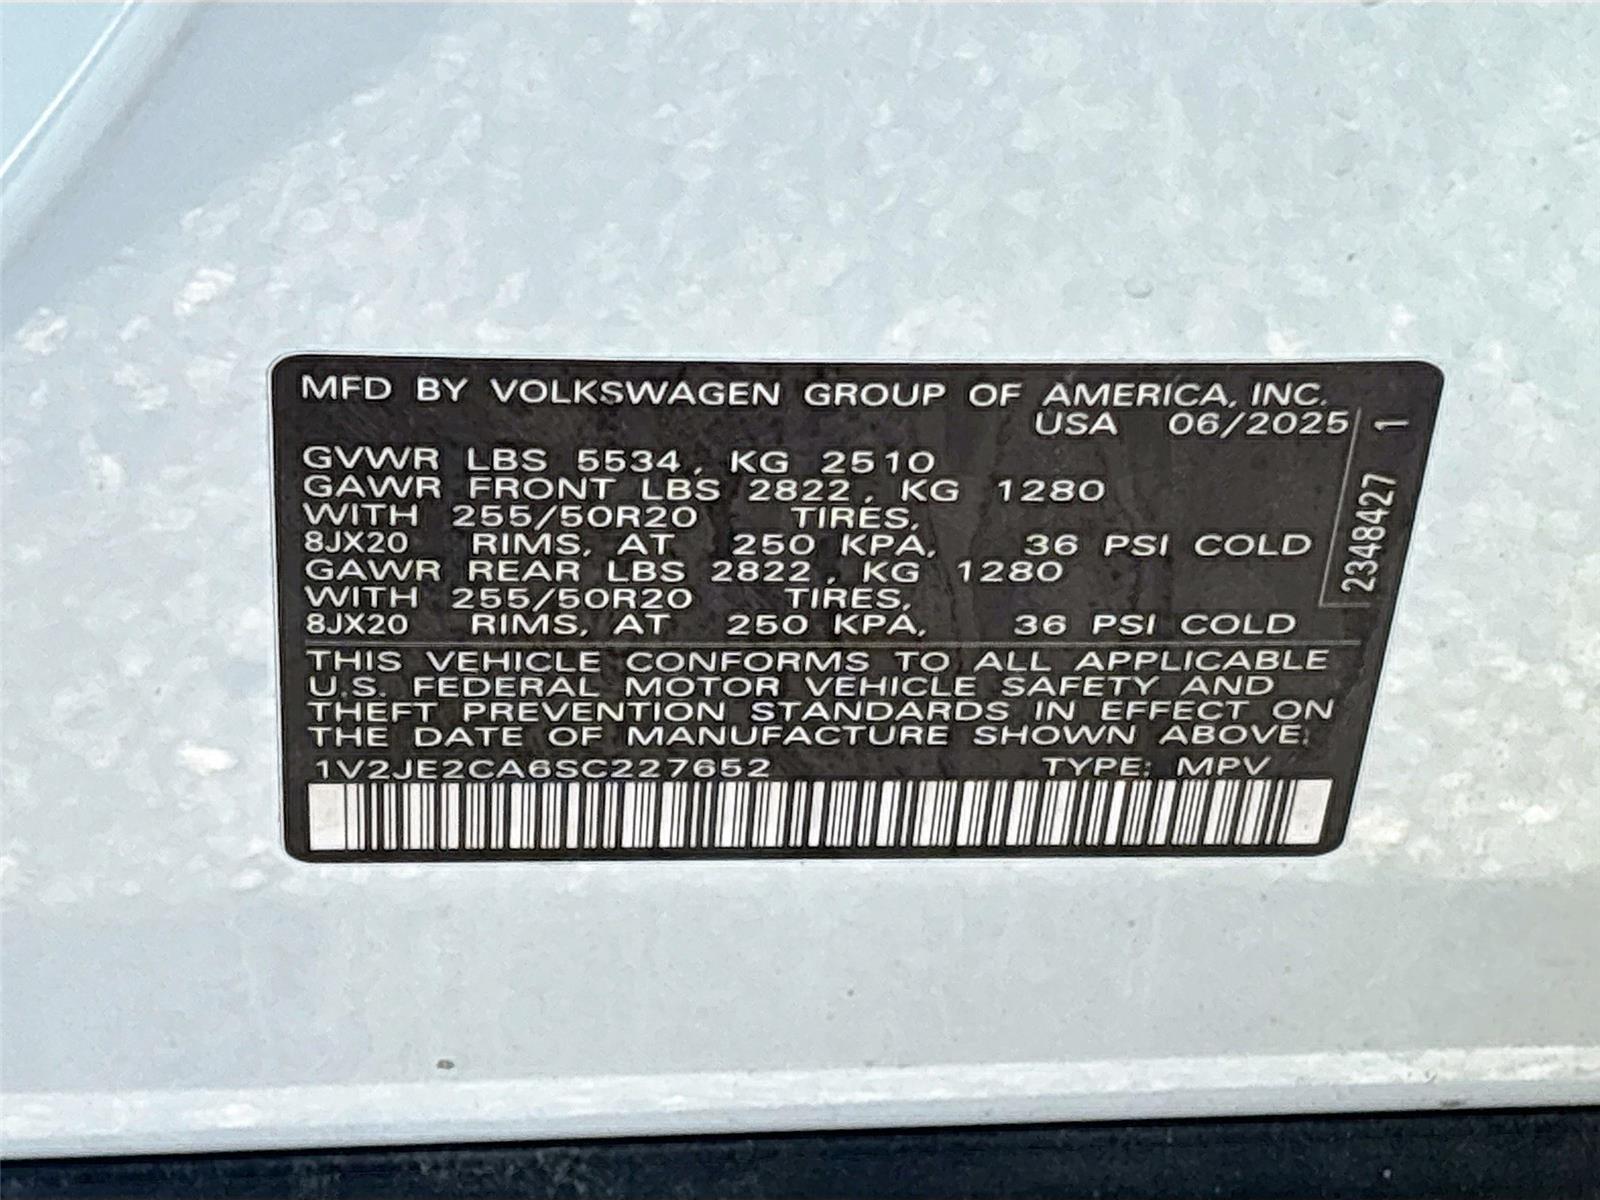 MFD BY VOLKSWAGEN GROUP OF AMERICA, INC.
USA 06/2025
GVWR LBS 5534, KG 2510
GAWR FRONT LBS 2822, KG 1280
WITH 255/50R20 TIRES,
8JX20 RIMS, AT 250 KPA, 36 PSI COLD
GAWR REAR LBS 2822, KG 1280
WITH 255/50R20 TIRES,
8JX20 RIMS, AT 250 KPA, 36 PSI COLD
THIS VEHICLE CONFORMS TO ALL APPLICABLE
U.S. FEDERAL MOTOR VEHICLE SAFETY AND
THEFT PREVENTION STANDARDS IN EFFECT ON
THE DATE OF MANUFACTURE SHOWN ABOVE:
1V2JE2CA6SC227652 TYPE: MPV
2348427 1